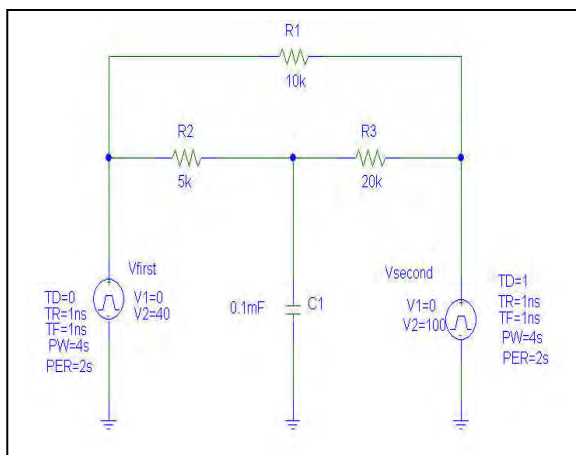 R1
10k
R2
5k
R3
20k
Vfirst
TD=0
TR=1ns
TF=1ns
PW=4s
PER=2s
V1=0
V2=40
0.1mF
C1
Vsecond
V1=0
V2=100
TD=1
TR=1ns
TF=1ns
PW=4s
PER=2s